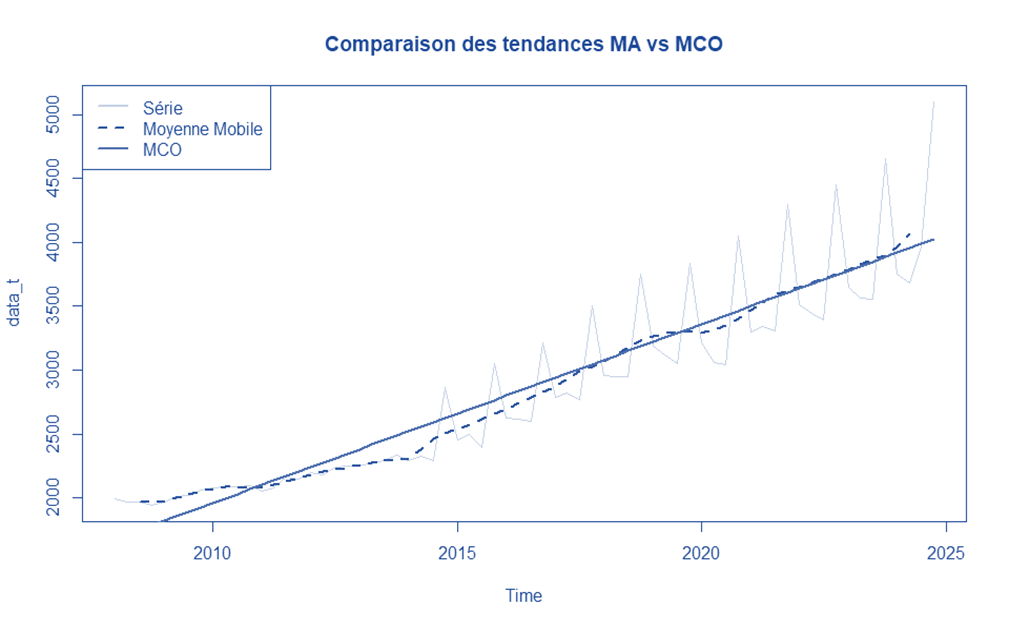 Comparaison des tendances MA vs MCO
Série
Moyenne Mobile
MCO
data_t
5000
4500
4000
3500
3000
2500
2000
2010
2015
2020
2025
Time